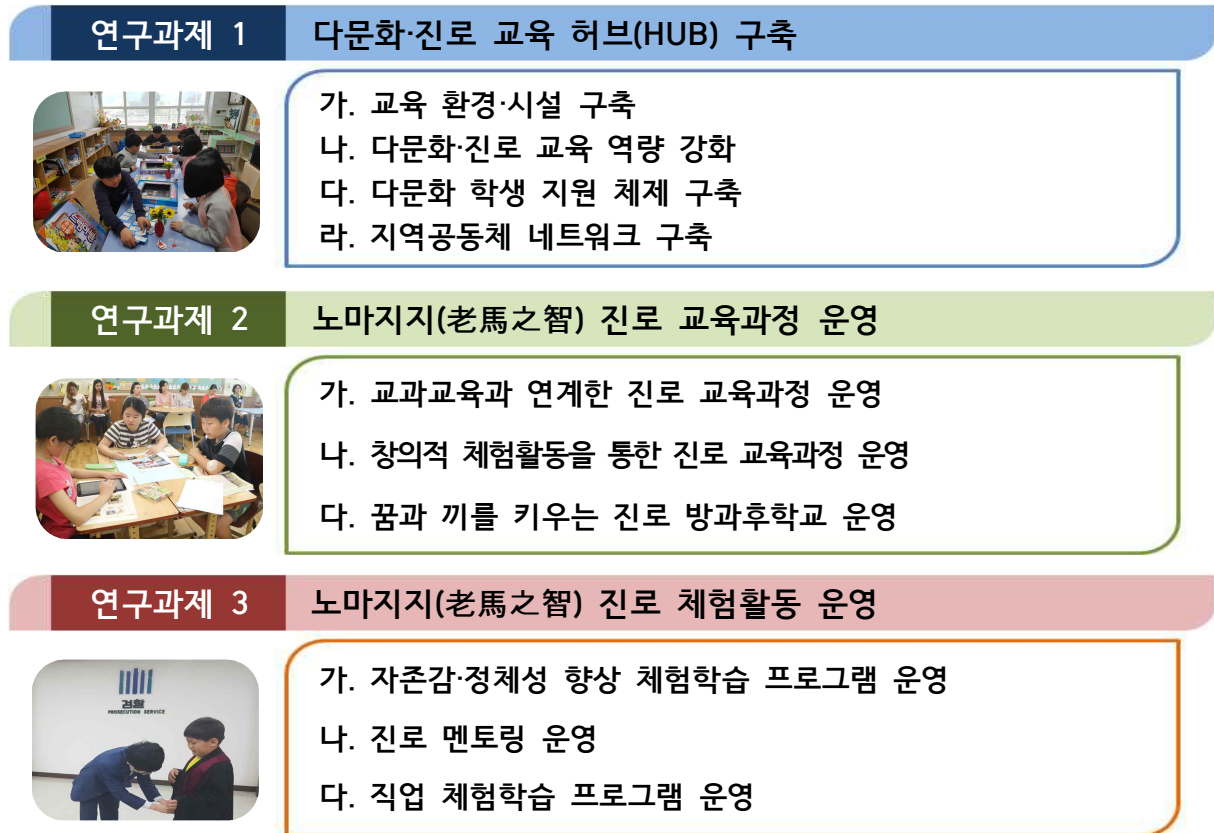 연구과제 1
다문화·진로 교육 허브(HUB) 구축
가. 교육 환경·시설 구축
나. 다문화·진로 교육 역량 강화
다. 다문화 학생 지원 체제 구축
라. 지역공동체 네트워크 구축
연구과제 2
노마지지(老馬之智) 진로 교육과정 운영
가. 교과교육과 연계한 진로 교육과정 운영
나. 창의적 체험활동을 통한 진로 교육과정 운영
다. 꿈과 끼를 키우는 진로 방과후학교 운영
연구과제 3
노마지지(老馬之智) 진로 체험활동 운영
검찰
PROSECUTION SERVICE
가. 자존감·정체성 향상 체험학습 프로그램 운영
나. 진로 멘토링 운영
다. 직업 체험학습 프로그램 운영